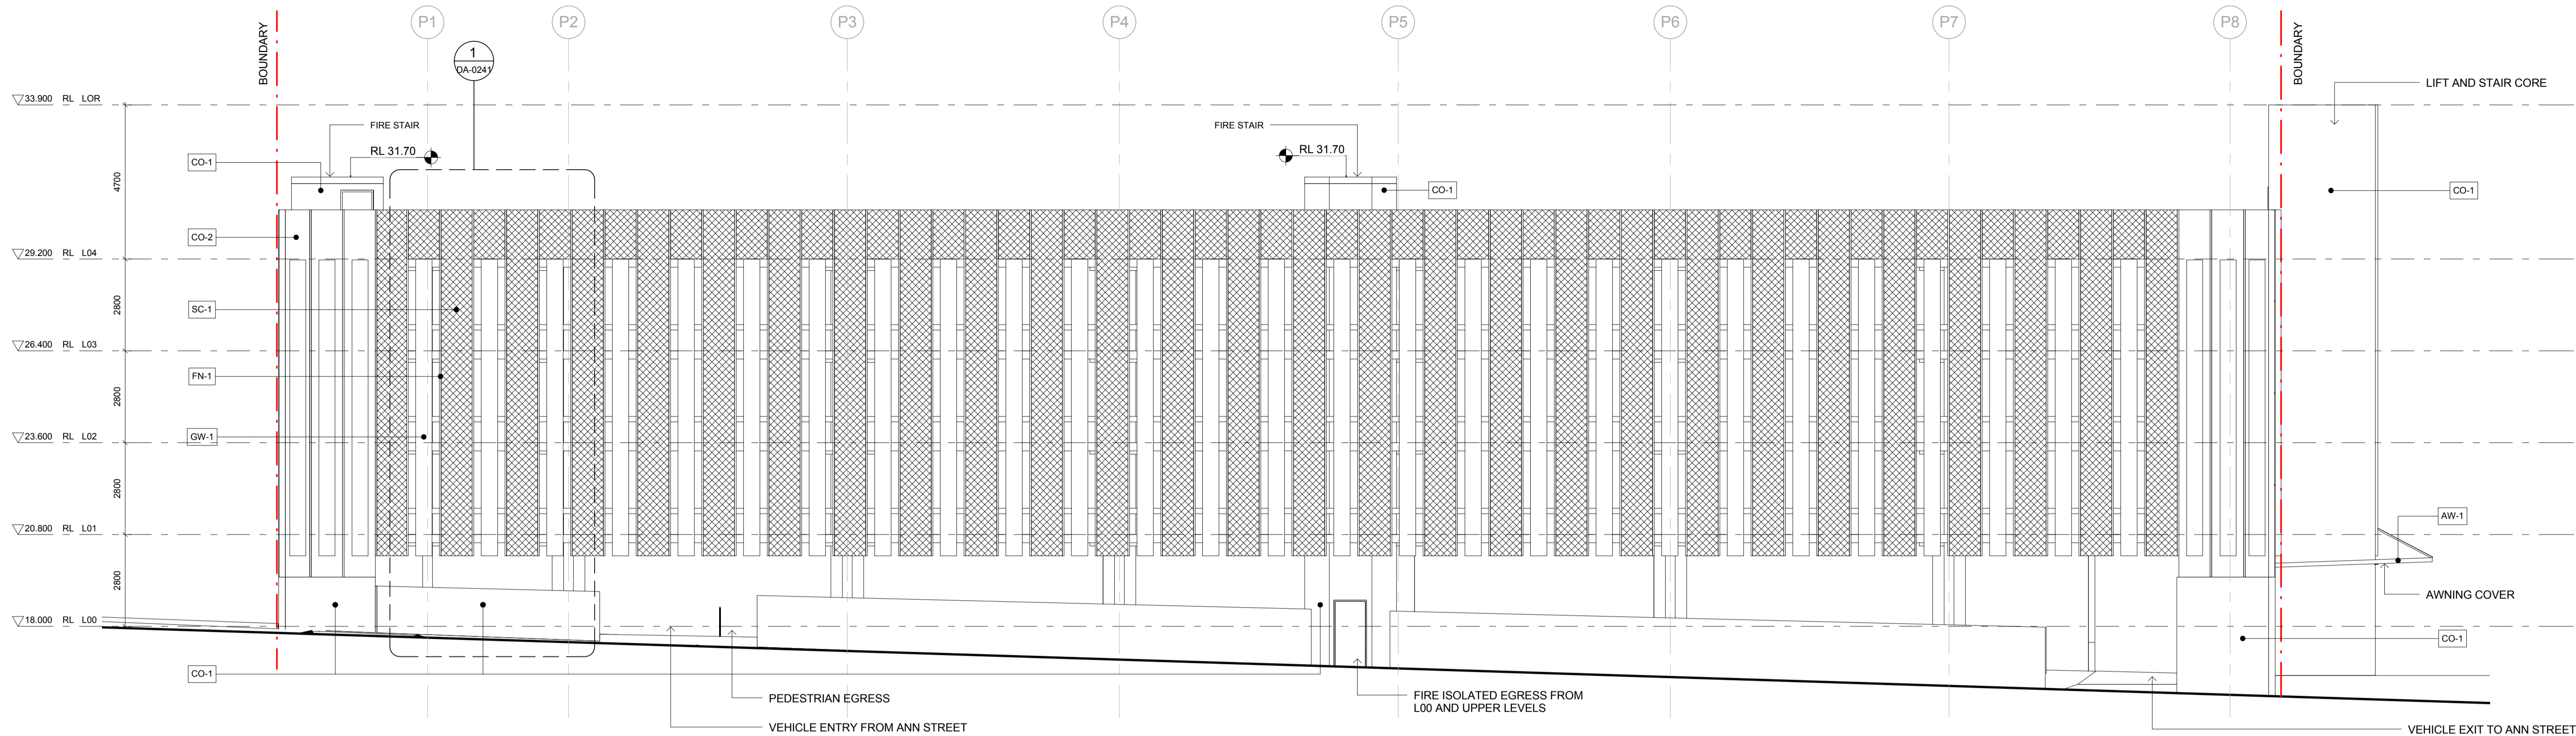 P1
P2
P3
P4
P5
P6
P7
P8
BOUNDARY
BOUNDARY
1
DA-0241
33.900 RL LOR
LIFT AND STAIR CORE
FIRE STAIR
FIRE STAIR
RL 31.70
RL 31.70
CO-1
4700
CO-1
CO-1
CO-2
29.200 RL L04
2800
SC-1
26.400 RL L03
FN-1
2800
GW-1
23.600 RL L02
2800
20.800 RL L01
AW-1
2800
AWNING COVER
18.000 RL L00
CO-1
CO-1
PEDESTRIAN EGRESS
FIRE ISOLATED EGRESS FROM
L00 AND UPPER LEVELS
VEHICLE ENTRY FROM ANN STREET
VEHICLE EXIT TO ANN STREET